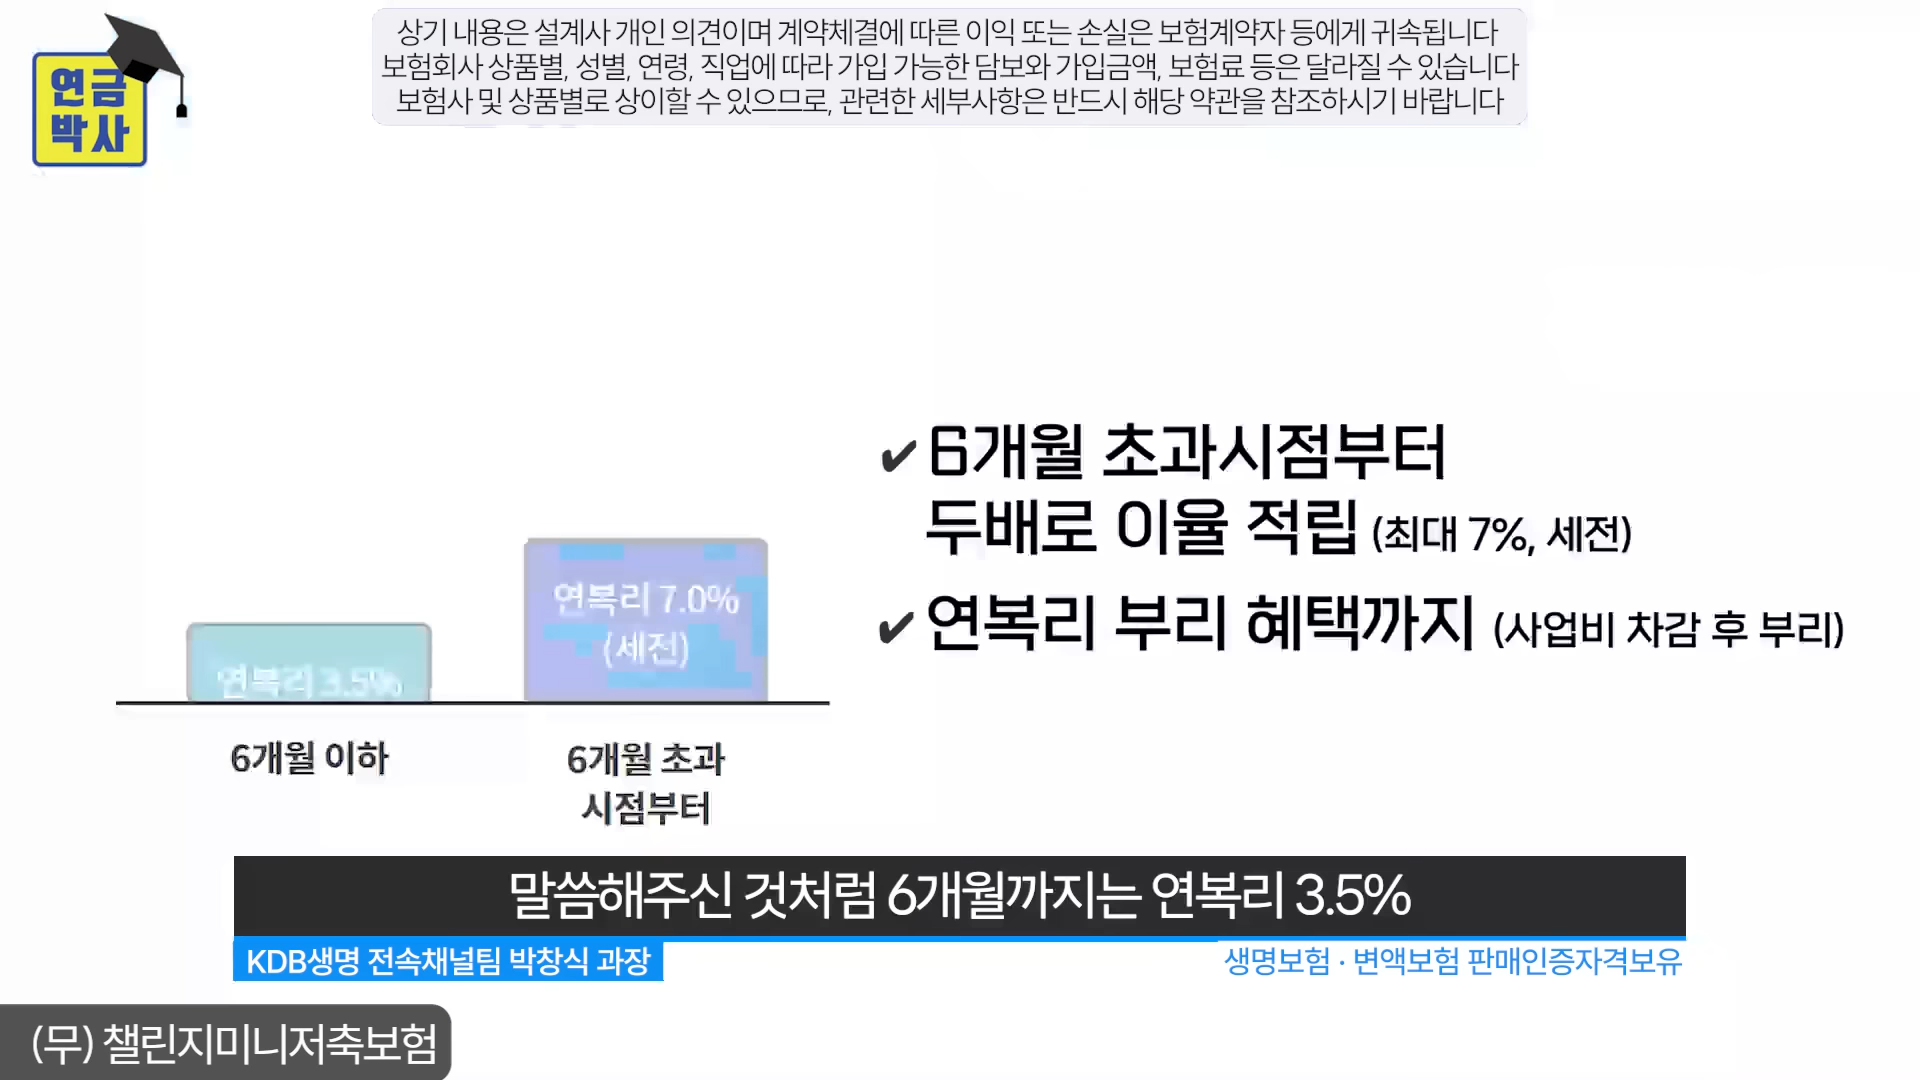 연금
박사
상기 내용은 설계사 개인 의견이며 계약체결에 따른 이익 또는 손실은 보험계약자 등에게 귀속됩니다
보험회사 상품별, 성별, 연령, 직업에 따라 가입 가능한 담보와 가입금액, 보험료 등은 달라질 수 있습니다
보험사 및 상품별로 상이할 수 있으므로, 관련한 세부사항은 반드시 해당 약관을 참조하시기 바랍니다
✔ 6개월 초과시점부터
두배로 이율 적립 (최대 7%, 세전)
✔ 연복리 부리 혜택까지 (사업비 차감 후 부리)
연복리 3.5%
연복리 7.0%
(세전)
6개월 이하
6개월 초과
시점부터
말씀해주신 것처럼 6개월까지는 연복리 3.5%
KDB생명 전속채널팀 박창식 과장
생명보험 · 변액보험 판매인증자격보유
(무) 챌린지미니저축보험